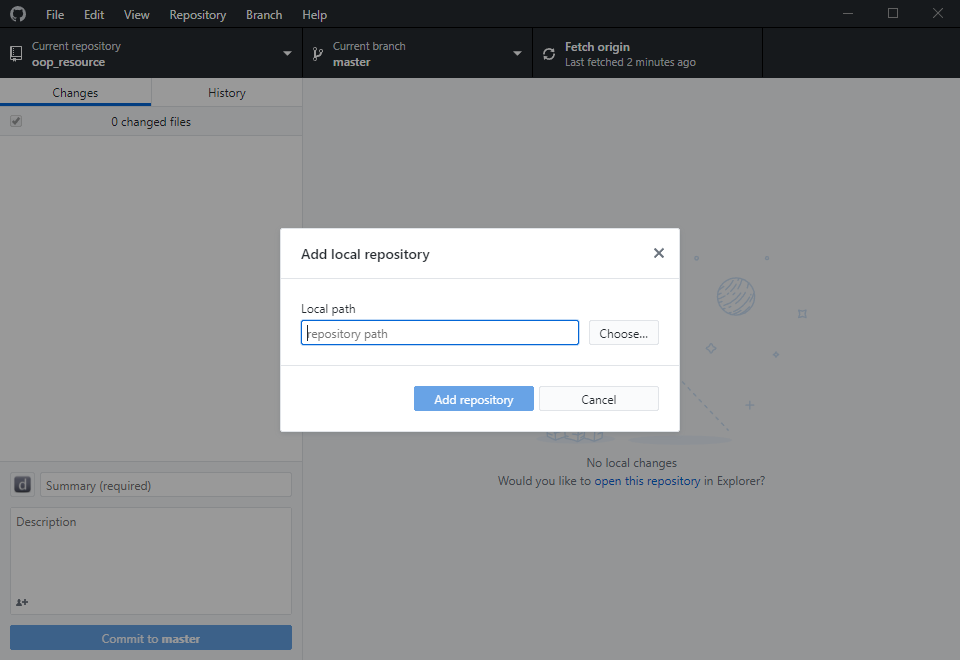 File Edit View Repository Branch Help
Current repository
oop_resource
Current branch
master
Fetch origin
Last fetched 2 minutes ago
Changes
History
0 changed files
Add local repository
Local path
repository path
Choose...
Add repository
Cancel
No local changes
Would you like to open this repository in Explorer?
d
Summary (required)
Description
Commit to master